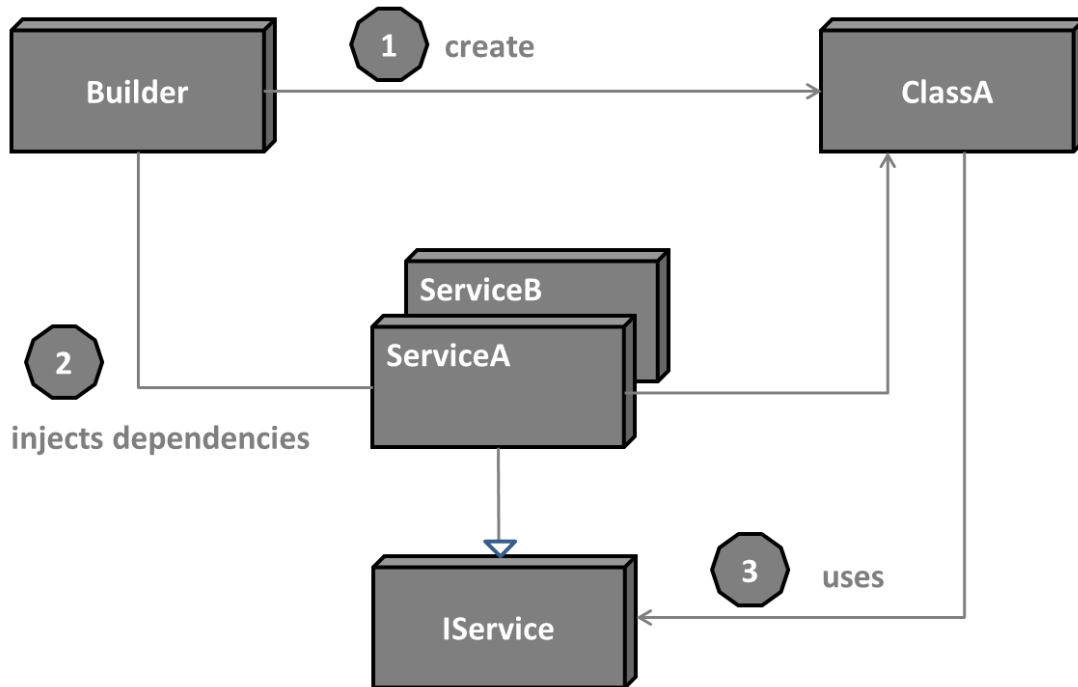 1
create
Builder
ClassA
ServiceB
ServiceA
2
injects dependencies
3
uses
IService